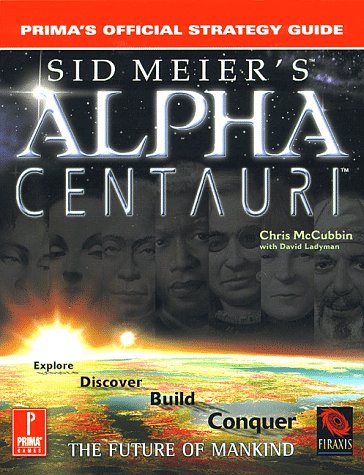 PRIMA'S OFFICIAL STRATEGY GUIDE
SID MEIER'S
ALPHA
CENTAURI™
Chris McCubbin
with David Ladyman
Explore
Discover
Build
Conquer
P
PRIMA®
GAMES
FIRAXIS
THE FUTURE OF MANKIND